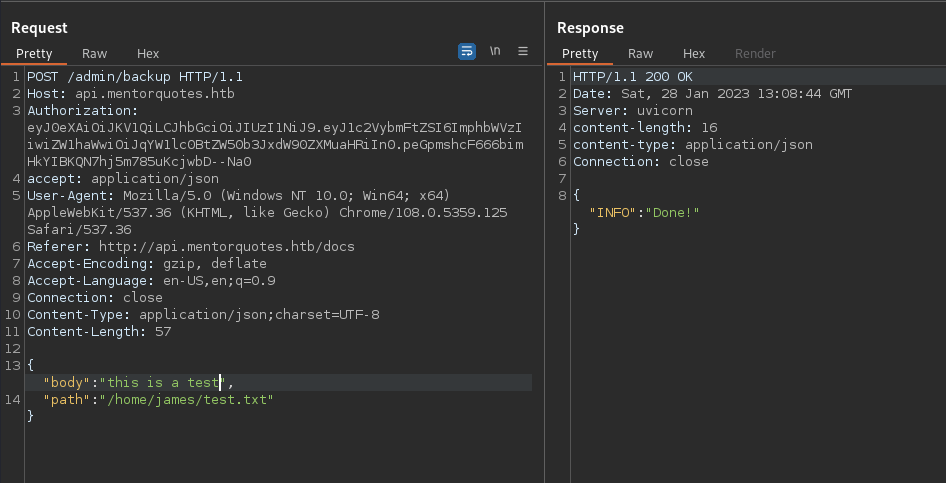 Request
Pretty Raw Hex
\n
1 POST /admin/backup HTTP/1.1
2 Host: api.mentorquotes.htb
3 Authorization:
eyJ0eXAiOiJKV1QiLCJhbGciOiJIUzI1NiJ9.eyJ1c2VybmFtZSI6ImphbWVzI
iwiZW1haWwiOiJqYW1lc0BtZW50b3JxdW90ZXMuaHRiIn0.peGpmshcF666bim
HkYIBKQN7hj5m785uKcjwbD--Na0
4 accept: application/json
5 User-Agent: Mozilla/5.0 (Windows NT 10.0; Win64; x64)
AppleWebKit/537.36 (KHTML, like Gecko) Chrome/108.0.5359.125
Safari/537.36
6 Referer: http://api.mentorquotes.htb/docs
7 Accept-Encoding: gzip, deflate
8 Accept-Language: en-US,en;q=0.9
9 Connection: close
10 Content-Type: application/json;charset=UTF-8
11 Content-Length: 57
12
13 {
"body":"this is a test",
14 "path":"/home/james/test.txt"
}
Response
Pretty Raw Hex Render
1 HTTP/1.1 200 OK
2 Date: Sat, 28 Jan 2023 13:08:44 GMT
3 Server: uvicorn
4 content-length: 16
5 content-type: application/json
6 Connection: close
7
8 {
"INFO":"Done!"
}